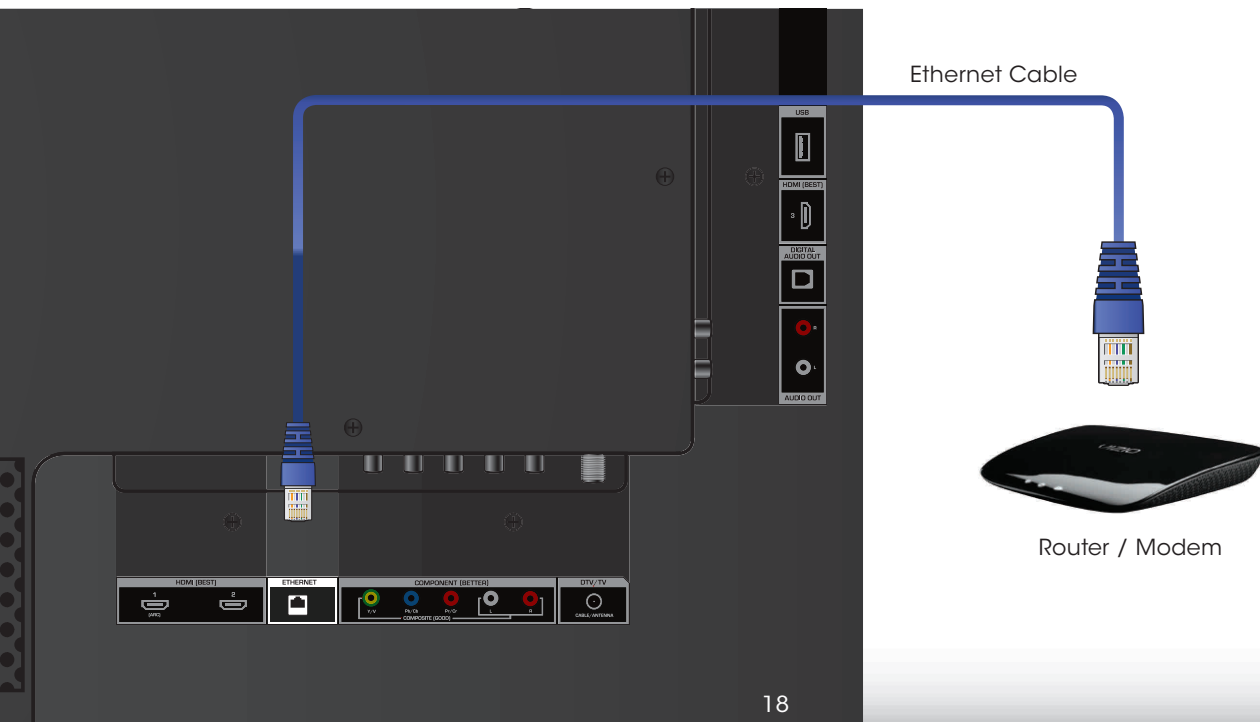 Ethernet Cable
USB
HDMI (BEST)
3
DIGITAL
AUDIO OUT
R
L
AUDIO OUT
VIZIO
Router / Modem
HDMI (BEST)
1
2
(ARC)
ETHERNET
COMPONENT (BETTER)
Y/V
Pb/Cb
Pr/Cr
L
R
COMPOSITE (GOOD)
DTV/TV
CABLE/ANTENNA
18